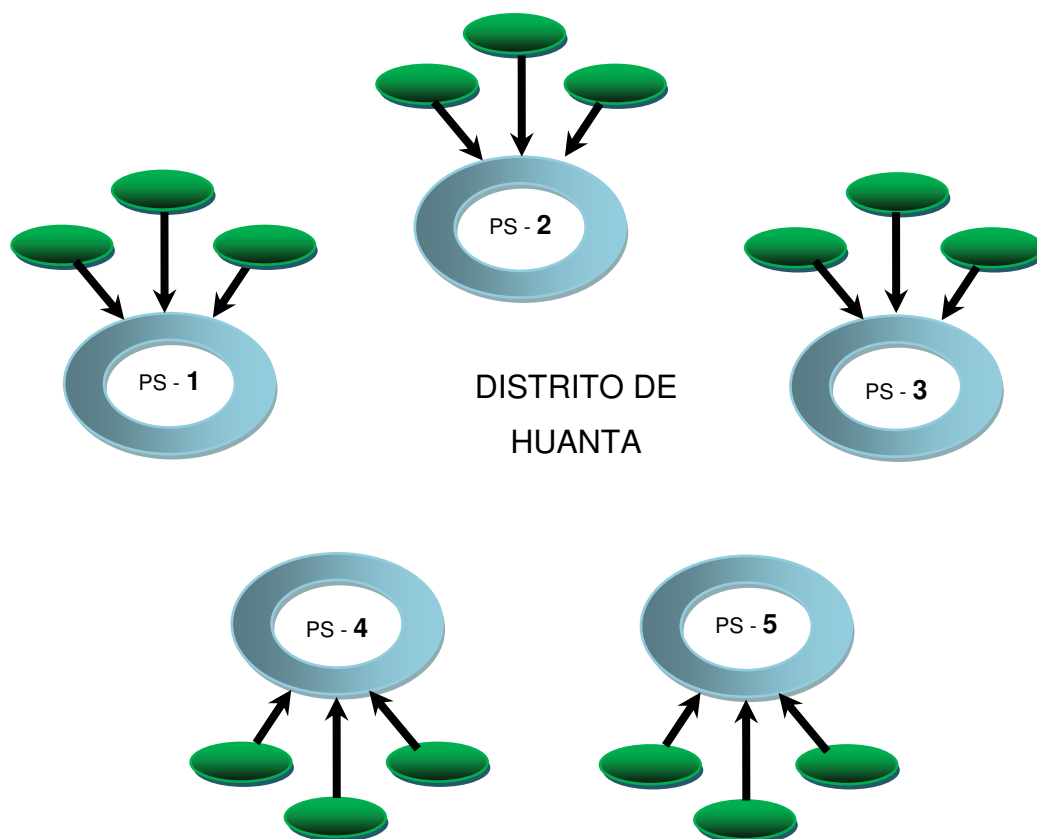 PS - 2
PS - 1
DISTRITO DE
HUANTA
PS - 3
PS - 4
PS - 5